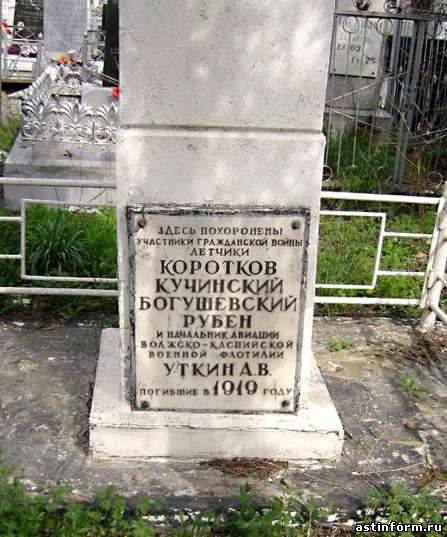 ЗДЕСЬ ПОХОРОНЕНЫ
УЧАСТНИКИ ГРАЖДАНСКОЙ ВОЙНЫ
ЛЕТЧИКИ
КОРОТКОВ
КУЧИНСКИЙ
БОГУШЕВСКИЙ
РУБЕН
И НАЧАЛЬНИК АВИАЦИИ
ВОЛЖСКО-КАСПИЙСКОЙ
ВОЕННОЙ ФЛОТИЛИИ
УТКИН А.В.
ПОГИБШИЕ В 1919 ГОДУ
astinform.ru